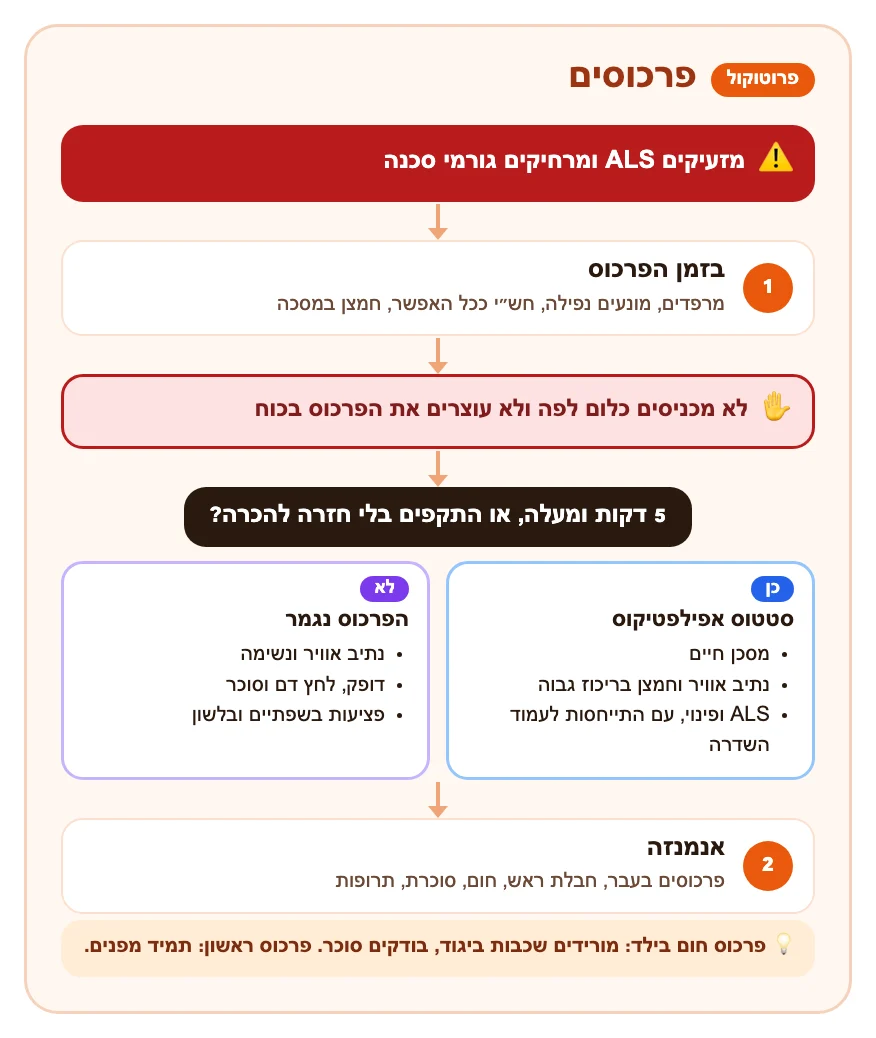 פרוטוקול פרכוסים
מזעיקים ALS ומרחיקים גורמי סכנה
1
בזמן הפרכוס
מרפדים, מונעים נפילה, חש״י ככל האפשר, חמצן במסכה
לא מכניסים כלום לפה ולא עוצרים את הפרכוס בכוח
5 דקות ומעלה, או התקפים בלי חזרה להכרה?
כן
סטטוס אפילפטיקוס
• מסכן חיים
• נתיב אוויר וחמצן בריכוז גבוה
• ALS ופינוי, עם התייחסות לעמוד
השדרה
לא
הפרכוס נגמר
• נתיב אוויר ונשימה
• דופק, לחץ דם וסוכר
• פציעות בשפתיים ובלשון
2
אנמנזה
פרכוסים בעבר, חבלת ראש, חום, סוכרת, תרופות
פרכוס חום בילד: מורידים שכבות ביגוד, בודקים סוכר. פרכוס ראשון: תמיד מפנים.